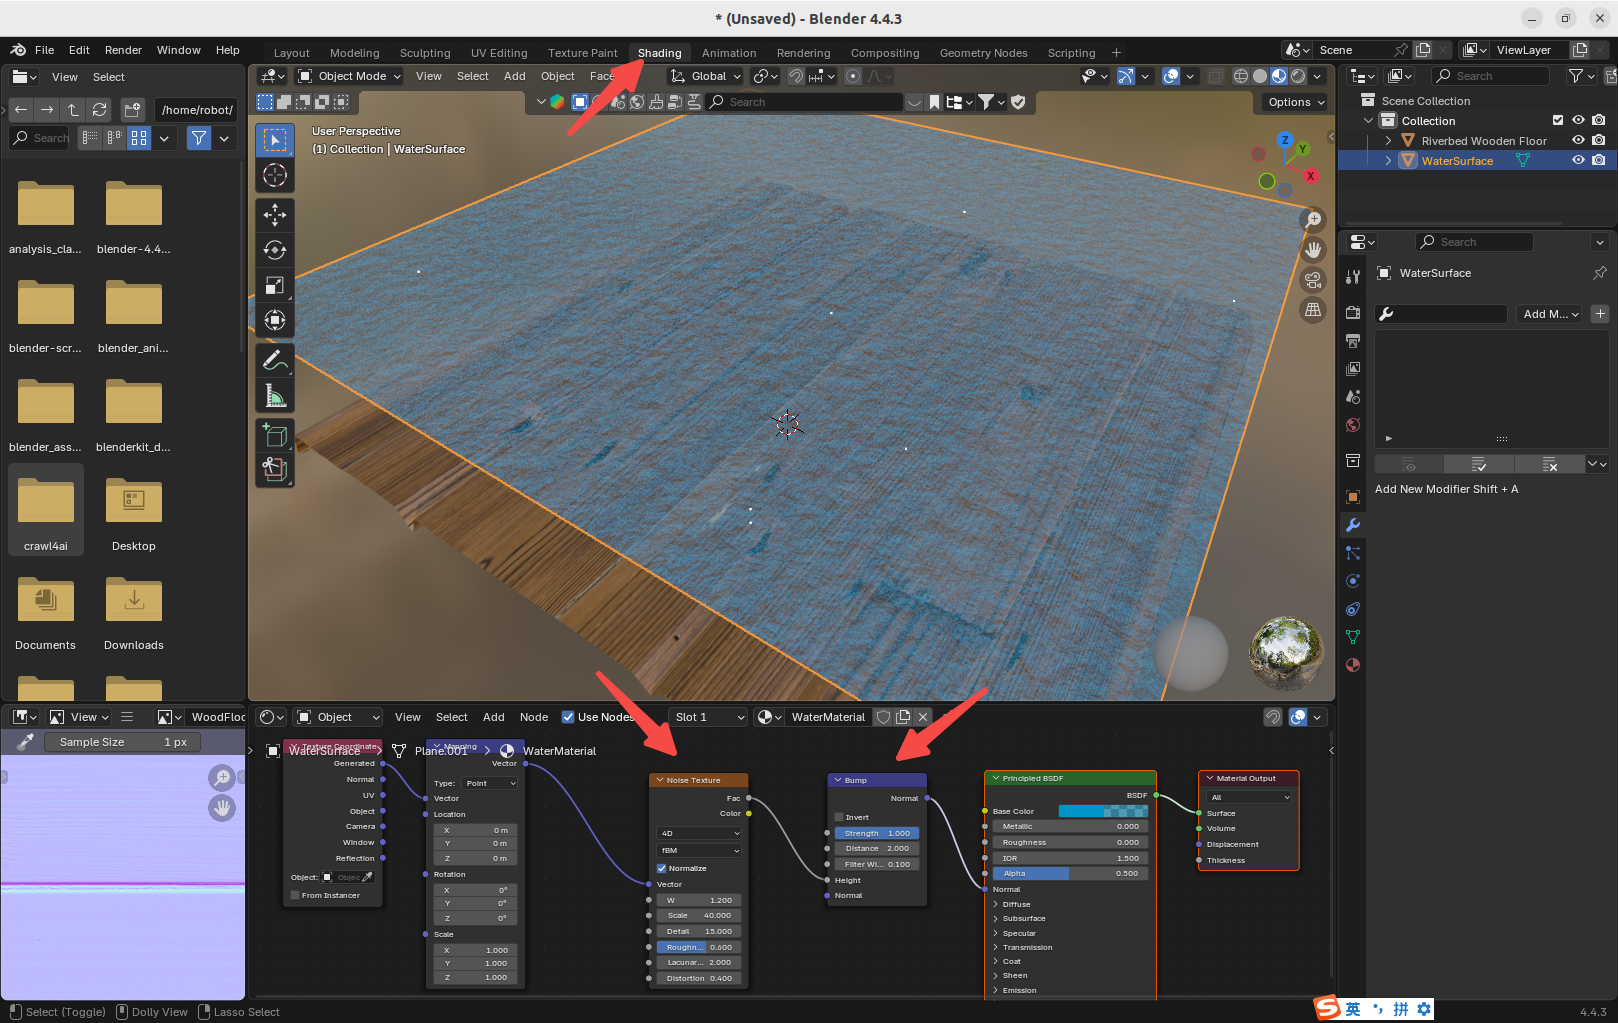 * (Unsaved) - Blender 4.4.3
File Edit Render Window Help
Layout Modeling Sculpting UV Editing Texture Paint Shading Animation Rendering Compositing Geometry Nodes Scripting +
Scene
ViewLayer
View Select
/home/robot/
Search
analysis_cla...
blender-4.4...
blender-scr...
blender_ani...
blender_ass...
blenderkit_d...
crawl4ai
Desktop
Documents
Downloads
Object Mode View Select Add Object Face Global
Search
Options
User Perspective
(1) Collection | WaterSurface
Z
Y
X
Search
Scene Collection
Collection
Riverbed Wooden Floor
WaterSurface
Search
WaterSurface
Add M...
Add New Modifier Shift + A
View
WoodFloo
Sample Size 1 px
Object View Select Add Node Use Nodes Slot 1 WaterMaterial
WaterSurface > Plane.001 > WaterMaterial
Texture Coordinate
Generated
Normal
UV
Object
Camera
Window
Reflection
Object: Objec
From Instancer
Mapping
Vector
Type: Point
Vector
Location
X 0 m
Y 0 m
Z 0 m
Rotation
X 0°
Y 0°
Z 0°
Scale
X 1.000
Y 1.000
Z 1.000
Noise Texture
Fac
Color
4D
fBM
Normalize
Vector
W 1.200
Scale 40.000
Detail 15.000
Roughn... 0.600
Lacunar... 2.000
Distortion 0.400
Bump
Normal
Invert
Strength 1.000
Distance 2.000
Filter Wi... 0.100
Height
Normal
Principled BSDF
BSDF
Base Color
Metallic 0.000
Roughness 0.000
IOR 1.500
Alpha 0.500
Normal
Diffuse
Subsurface
Specular
Transmission
Coat
Sheen
Emission
Material Output
All
Surface
Volume
Displacement
Thickness
Select (Toggle) Dolly View Lasso Select
S 英 拼
4.4.3